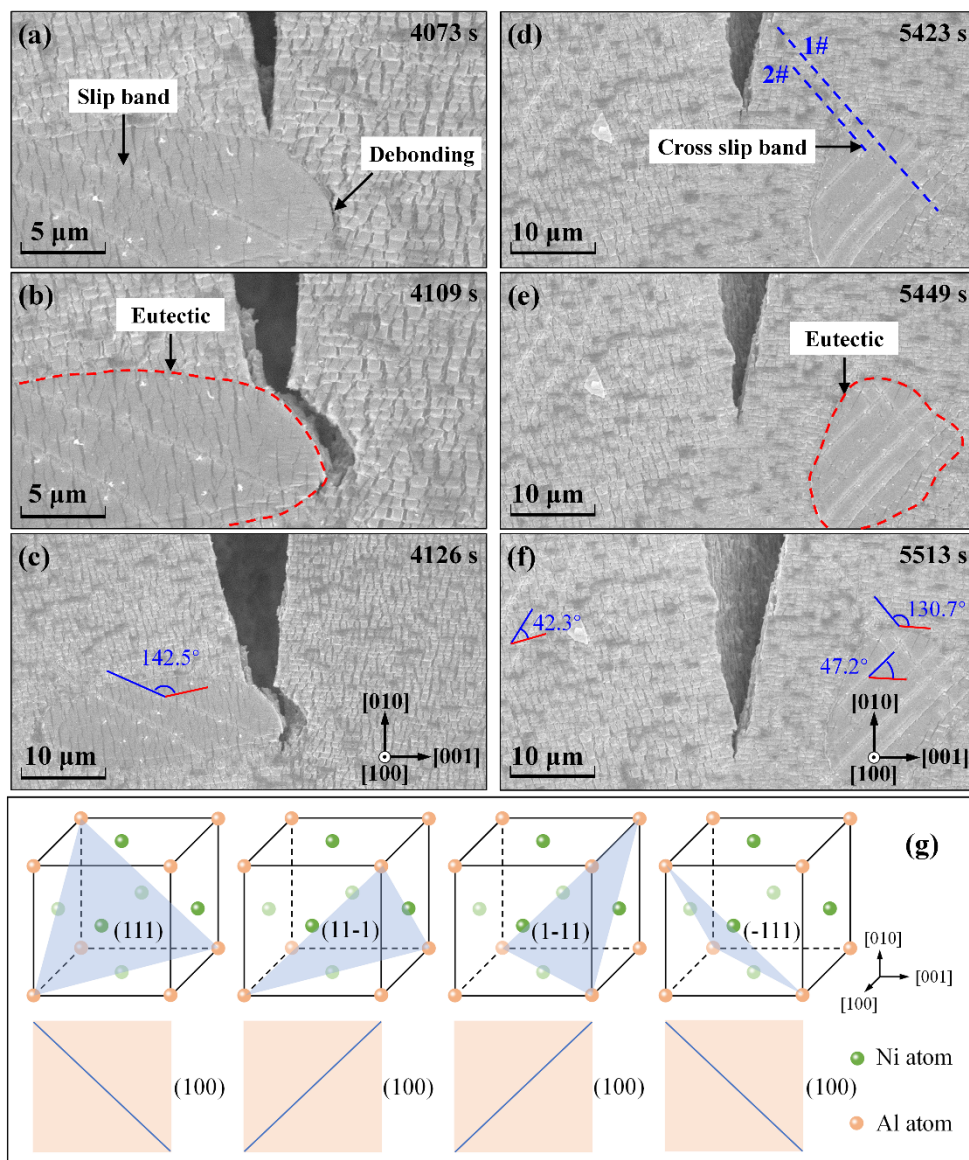 (a)
4073 s
Slip band
Debonding
5 μm
(d)
5423 s
1#
2#
Cross slip band
10 μm
(b)
4109 s
Eutectic
5 μm
(e)
5449 s
Eutectic
10 μm
(c)
4126 s
142.5°
[010]
[001]
[100]
10 μm
(f)
5513 s
42.3°
130.7°
47.2°
[010]
[001]
[100]
10 μm
(g)
(111)
(11-1)
(1-11)
(-111)
[010]
[001]
[100]
(100)
(100)
(100)
(100)
Ni atom
Al atom